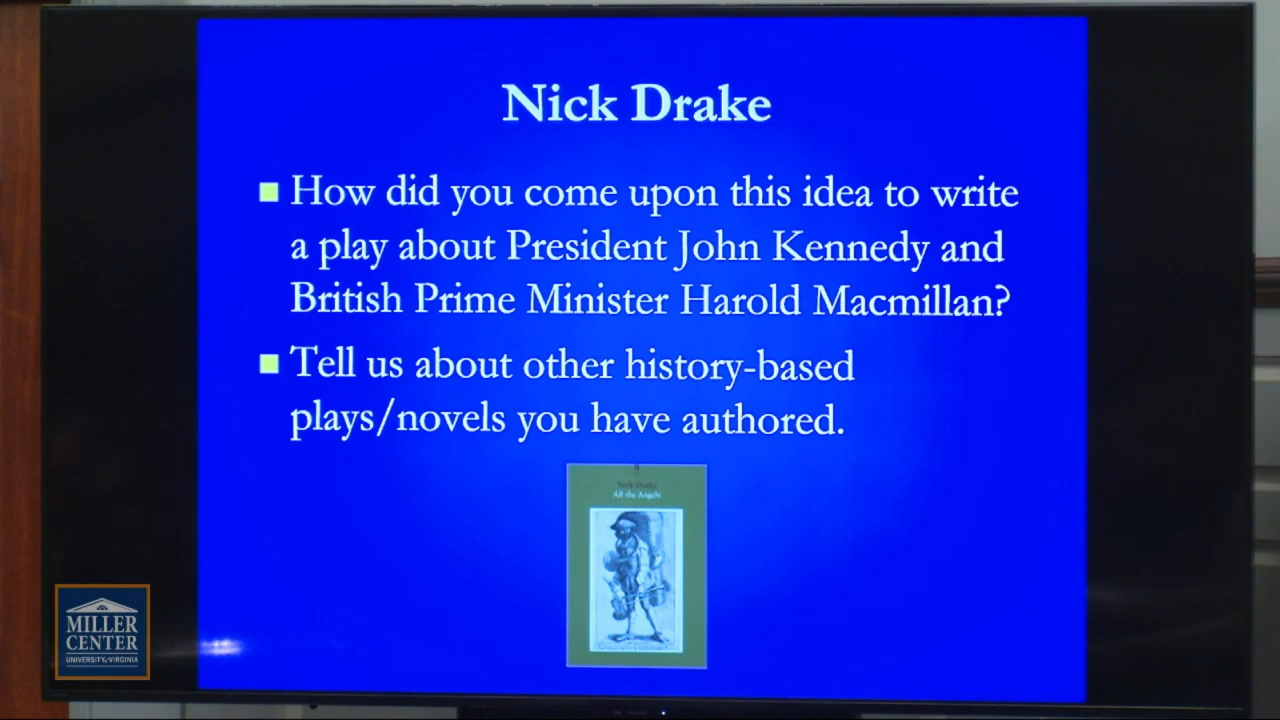 Nick Drake
How did you come upon this idea to write
a play about President John Kennedy and
British Prime Minister Harold Macmillan?
Tell us about other history-based
plays/novels you have authored.
Nick Drake
All the Angels
MILLER
CENTER
UNIVERSITY of VIRGINIA